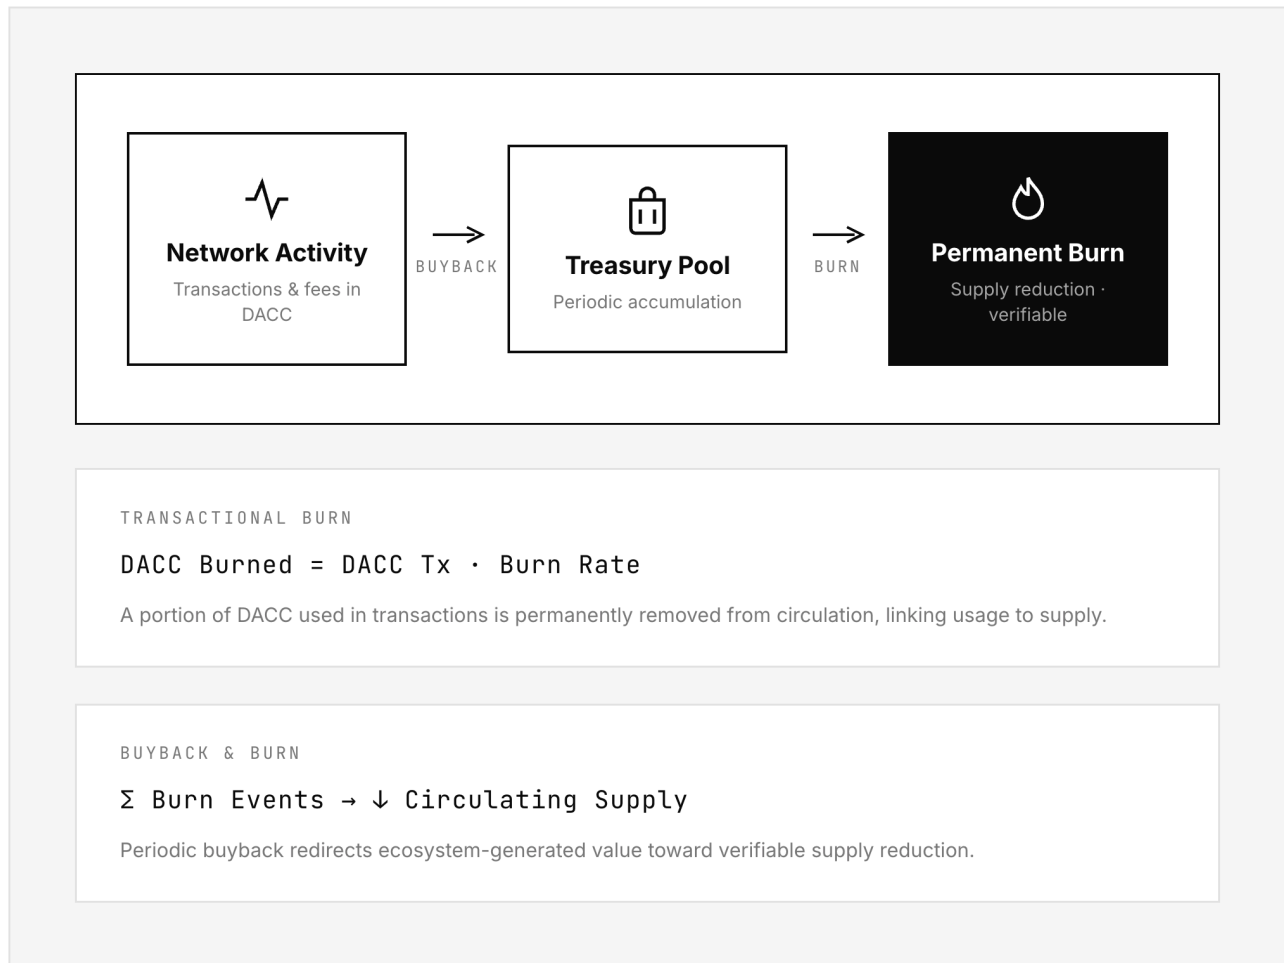 Network Activity
Transactions & fees in
DACC
BUYBACK
Treasury Pool
Periodic accumulation
BURN
Permanent Burn
Supply reduction ·
verifiable
TRANSACTIONAL BURN
DACC Burned = DACC Tx · Burn Rate
A portion of DACC used in transactions is permanently removed from circulation, linking usage to supply.
BUYBACK & BURN
Σ Burn Events → ↓ Circulating Supply
Periodic buyback redirects ecosystem-generated value toward verifiable supply reduction.